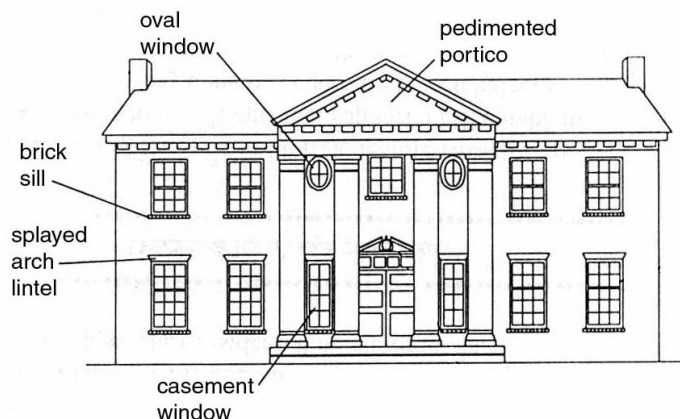 oval
window
pedimented
portico
brick
sill
splayed
arch
lintel
casement
window